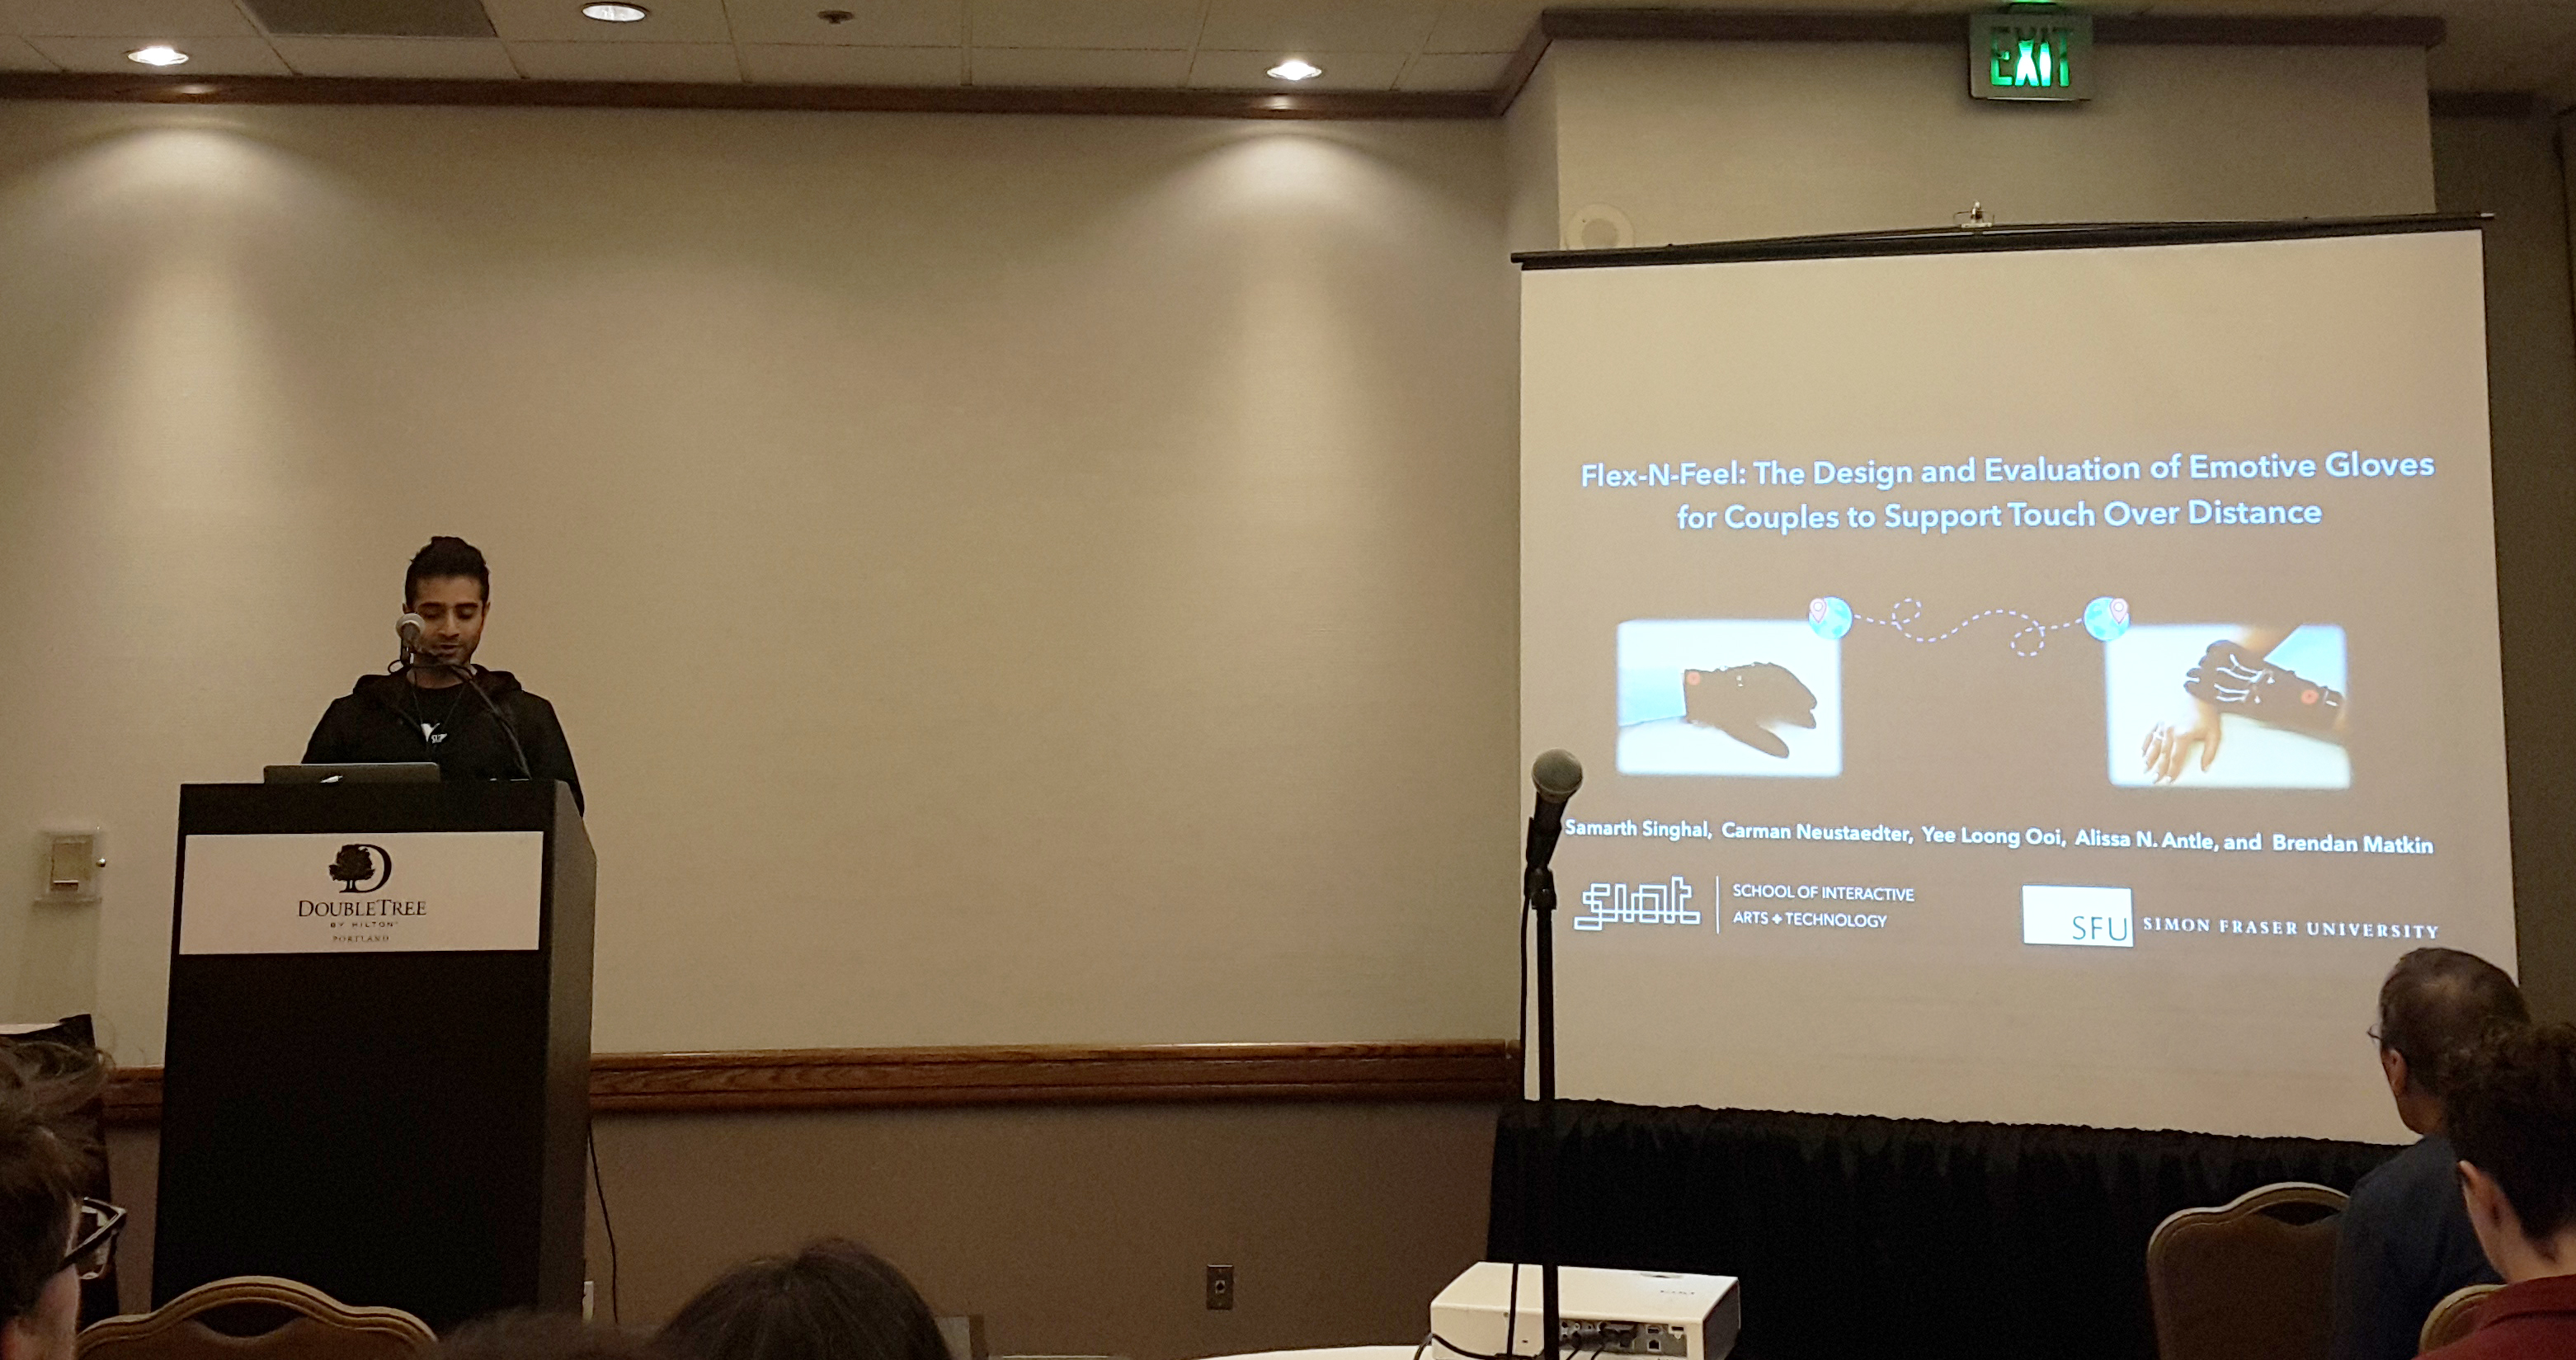 EXIT
Flex-N-Feel: The Design and Evaluation of Emotive Gloves
for Couples to Support Touch Over Distance
Samarth Singhal, Carman Neustaedter, Yee Loong Ooi, Alissa N. Antle, and Brendan Matkin
siat
SCHOOL OF INTERACTIVE
ARTS + TECHNOLOGY
SFU SIMON FRASER UNIVERSITY
D
DOUBLETREE
BY HILTON™
PORTLAND